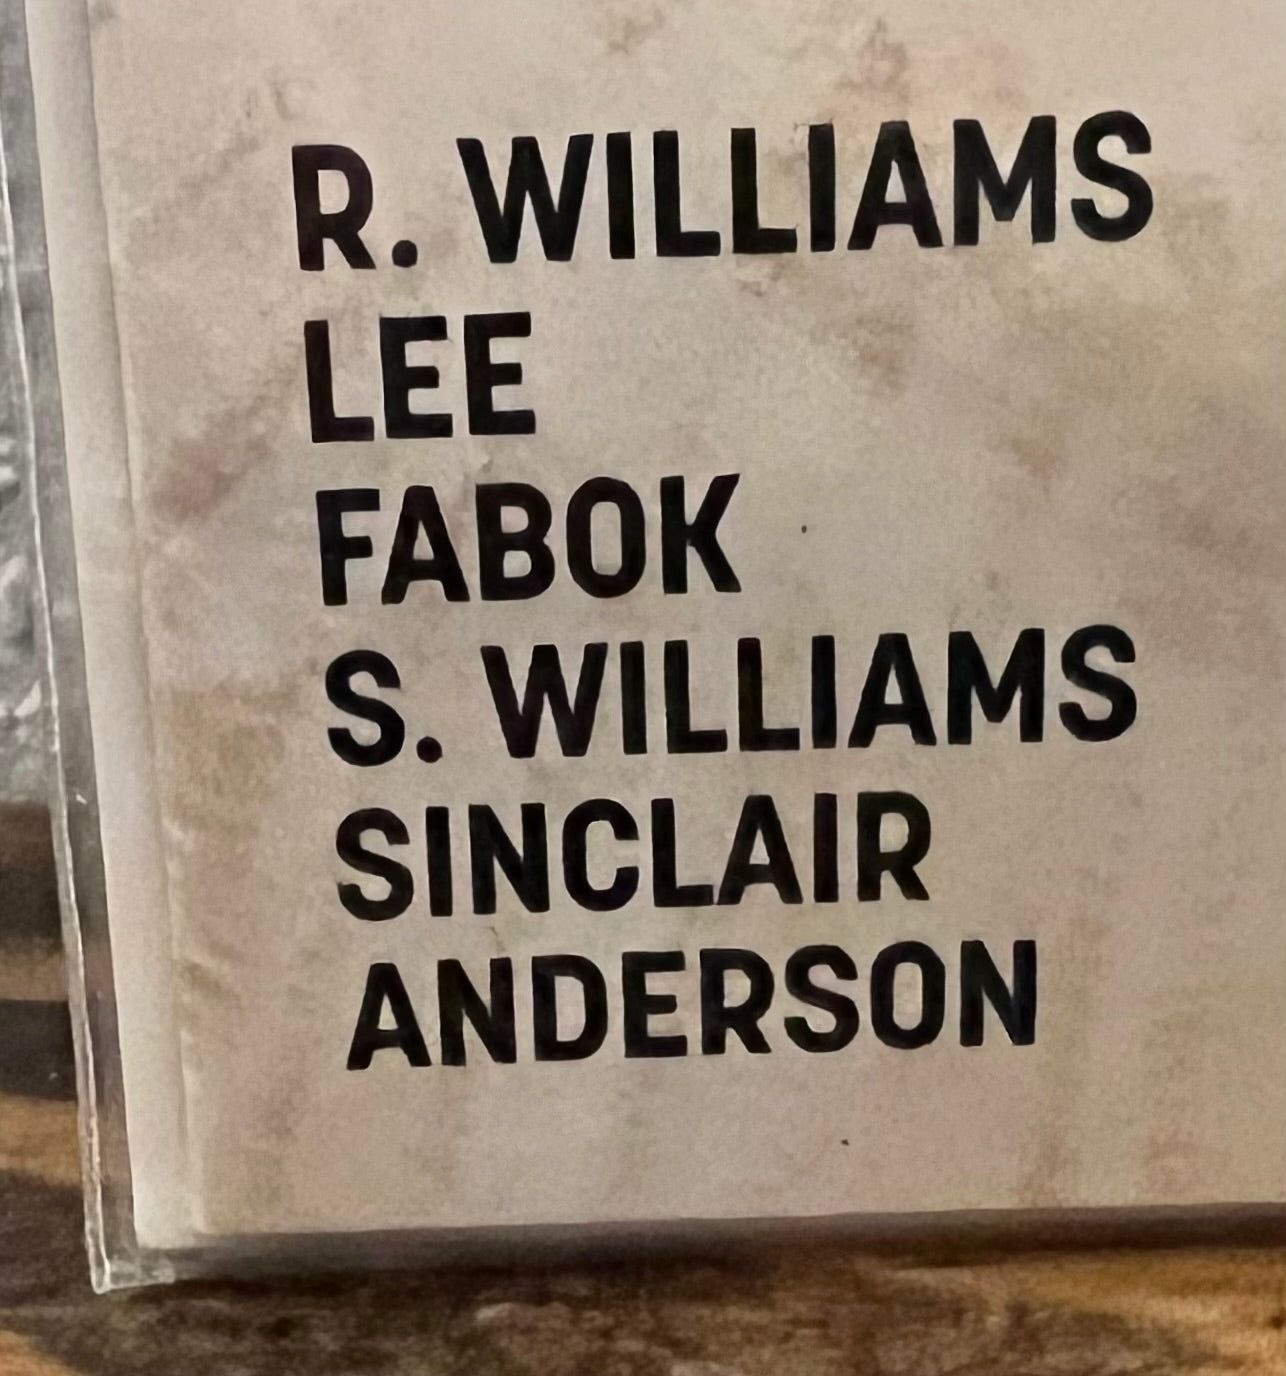 R. WILLIAMS
LEE
FABOK
S. WILLIAMS
SINCLAIR
ANDERSON